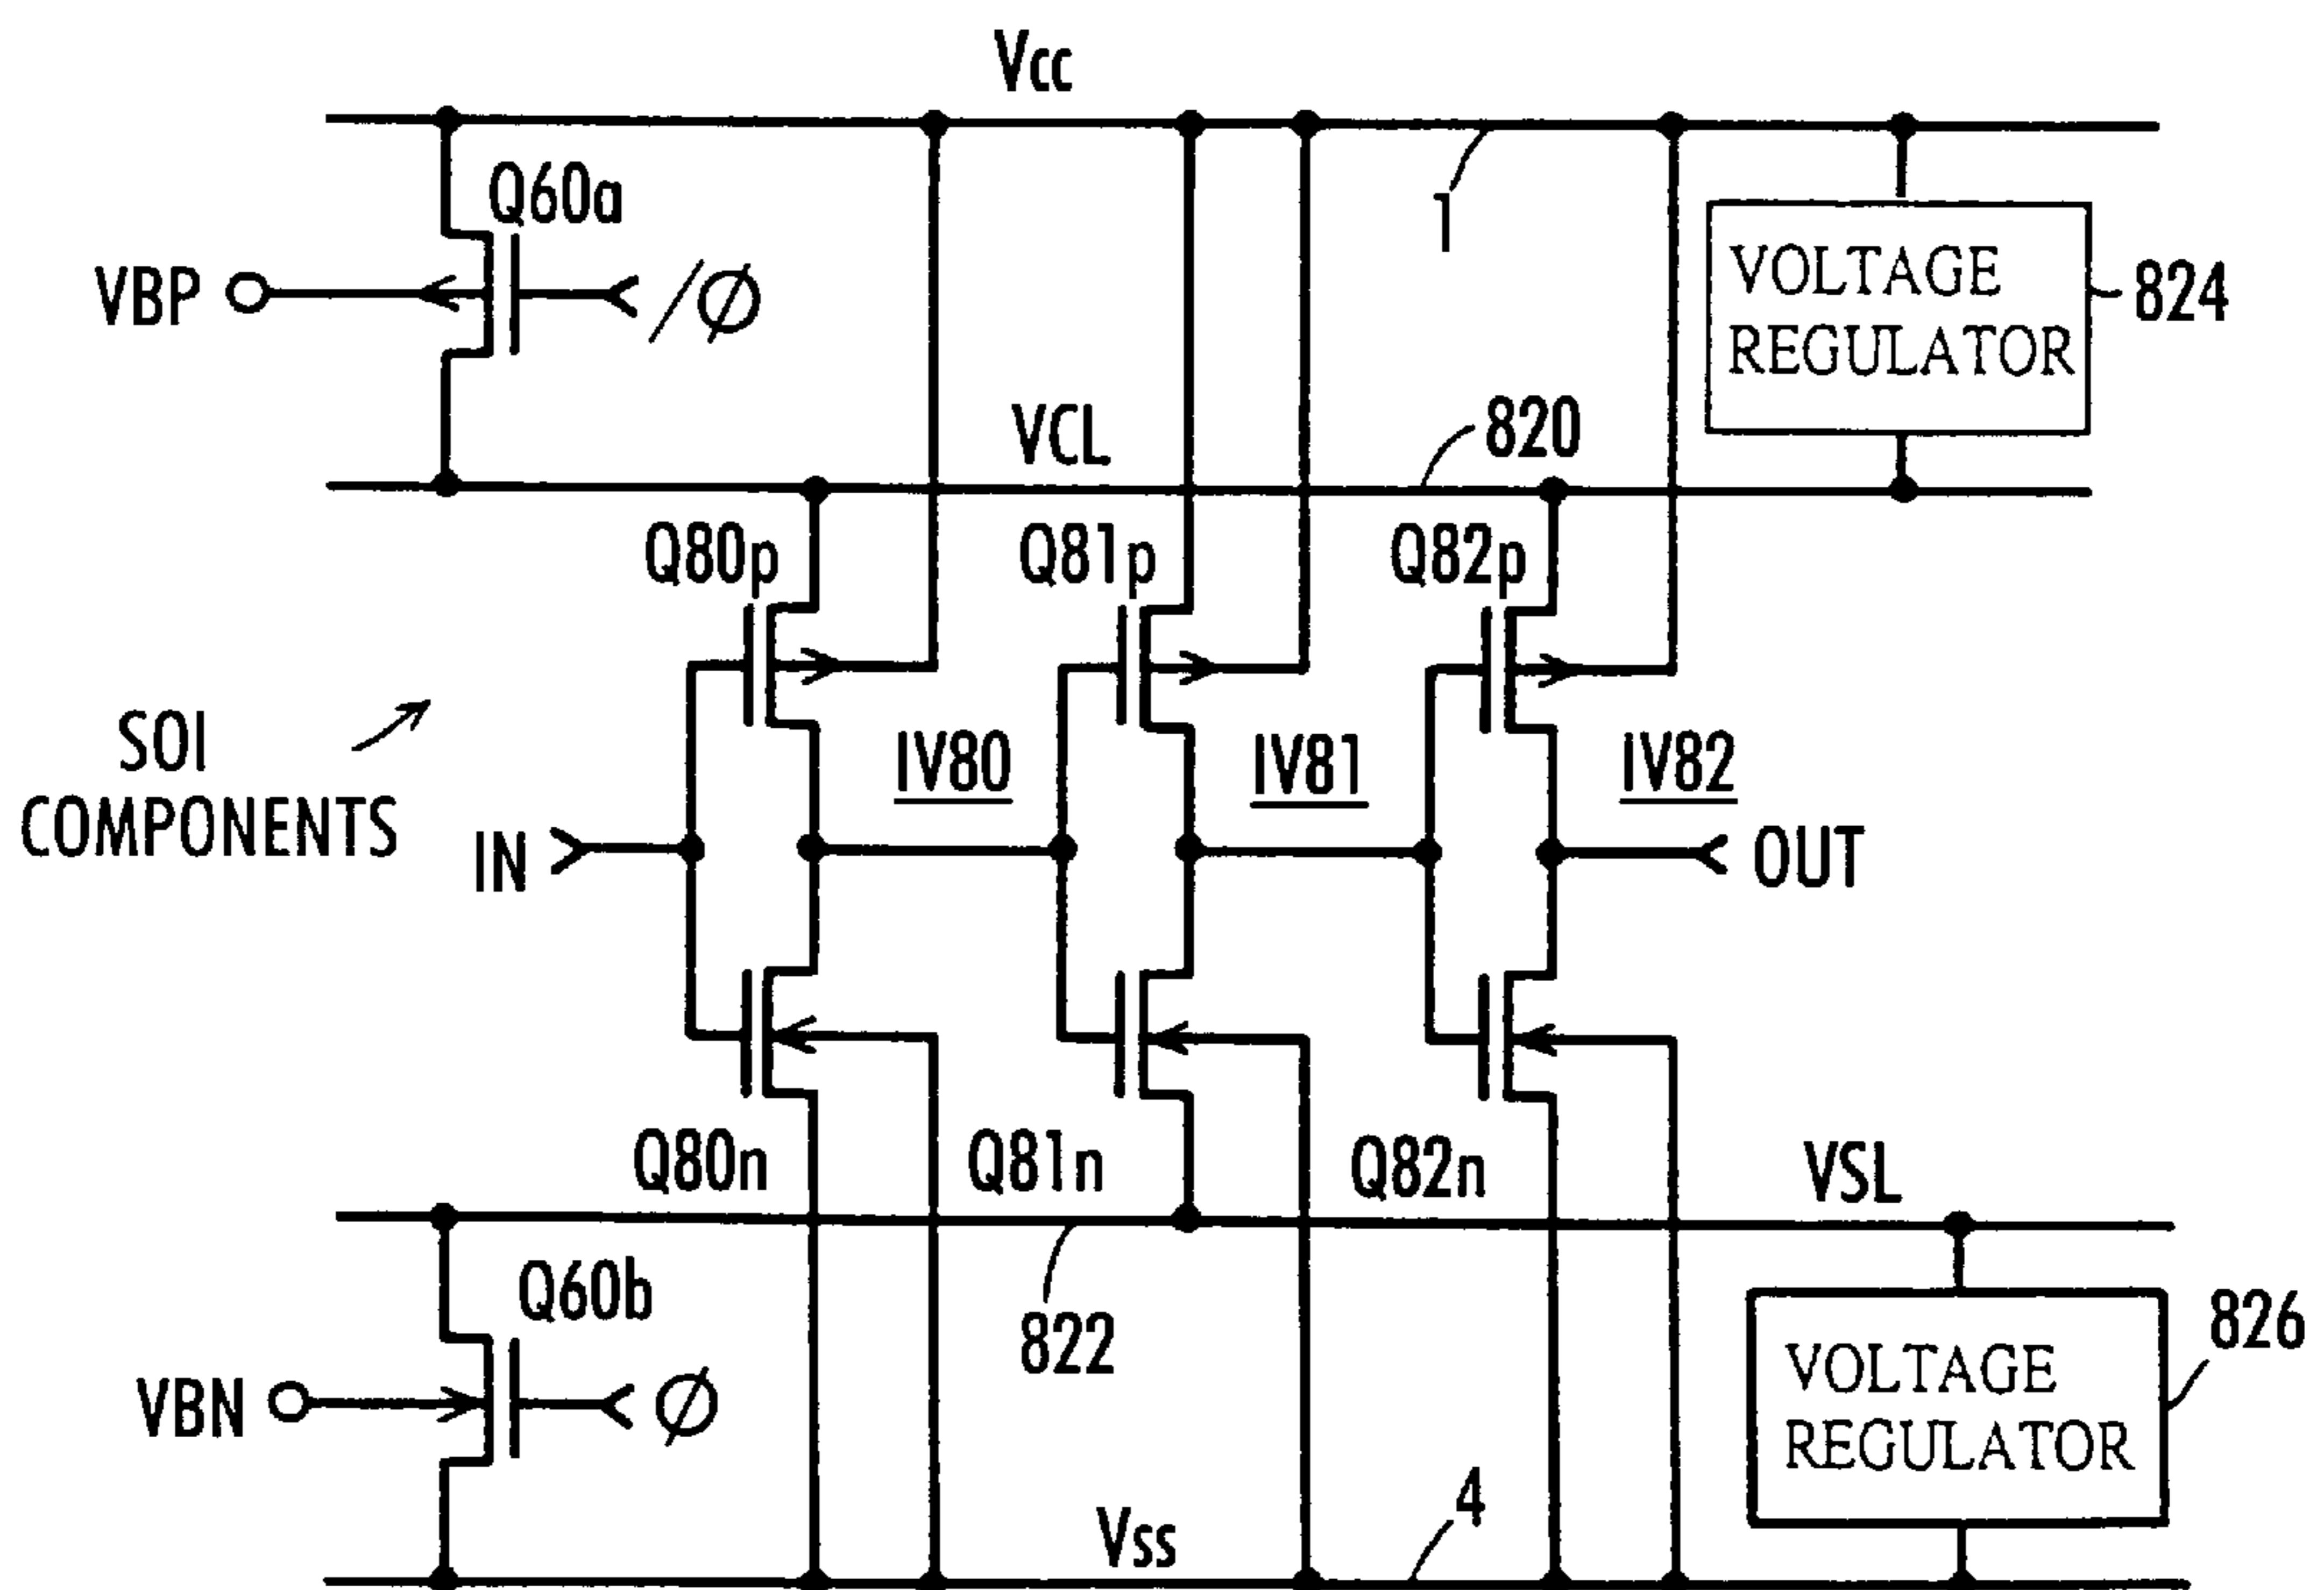 Vcc
Q60a
1
VBP
/Ø
VOLTAGE
REGULATOR
824
VCL
820
Q80p
Q81p
Q82p
SOI
COMPONENTS
IV80
IV81
IV82
IN
OUT
Q80n
Q81n
Q82n
VSL
Q60b
822
826
VBN
Ø
VOLTAGE
REGULATOR
Vss
4